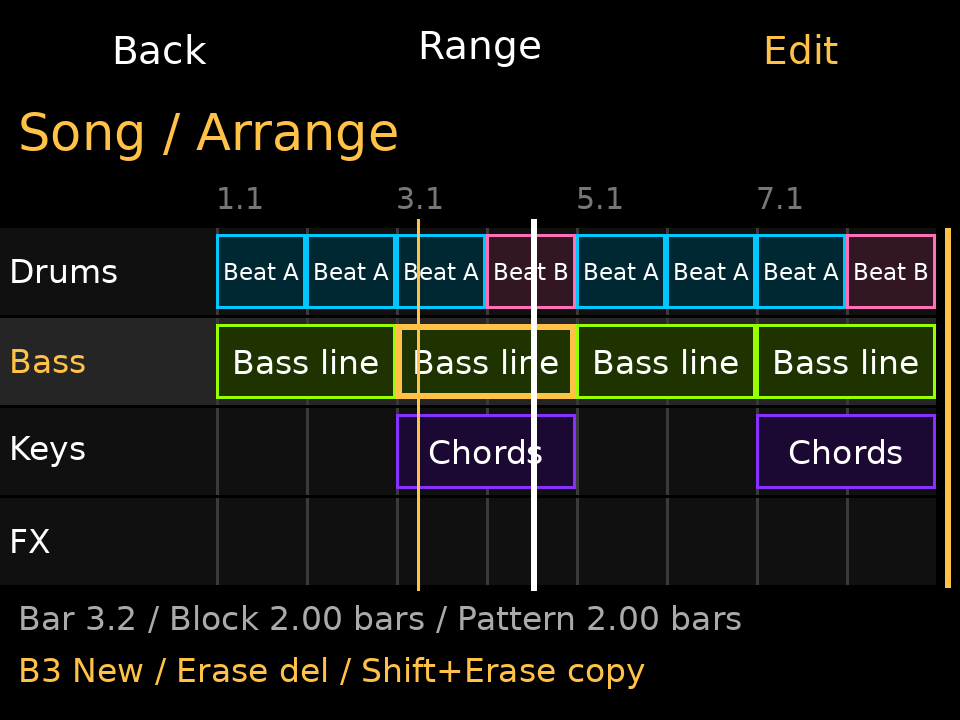 Back Range Edit
Song / Arrange
1.1 3.1 5.1 7.1
Drums Beat A Beat A Beat A Beat B Beat A Beat A Beat A Beat B
Bass Bass line Bass line Bass line Bass line
Keys Chords Chords
FX
Bar 3.2 / Block 2.00 bars / Pattern 2.00 bars
B3 New / Erase del / Shift+Erase copy